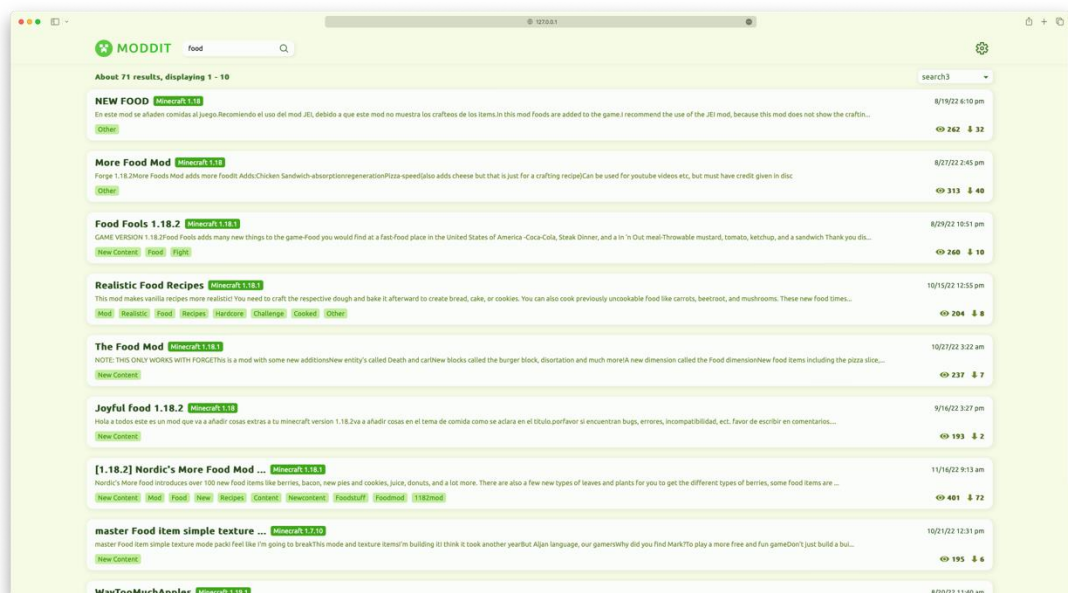 127.0.0.1
MODDIT food
About 71 results, displaying 1 - 10 search3
NEW FOOD Minecraft 1.18 8/19/22 6:10 pm
En este mod se añaden comidas al juego.Recomiendo el uso del mod JEI, debido a que este mod no muestra los crafteos de los items.In this mod foods are added to the game.I recommend the use of the JEI mod, because this mod does not show the craftin...
Other 262 32
More Food Mod Minecraft 1.18 8/27/22 2:45 pm
Forge 1.18.2More Foods Mod adds more foodit Adds:Chicken Sandwich-absorptionregenerationPizza-speed(also adds cheese but that is just for a crafting recipe)Can be used for youtube videos etc, but must have credit given in disc
Other 313 40
Food Fools 1.18.2 Minecraft 1.18.1 8/29/22 10:51 pm
GAME VERSION 1.18.2Food Fools adds many new things to the game-Food you would find at a fast-food place in the United States of America -Coca-Cola, Steak Dinner, and a In 'n Out meal-Throwable mustard, tomato, ketchup, and a sandwich Thank you dis...
New Content Food Fight 260 10
Realistic Food Recipes Minecraft 1.18.1 10/15/22 12:55 pm
This mod makes vanilla recipes more realistic! You need to craft the respective dough and bake it afterward to create bread, cake, or cookies. You can also cook previously uncookable food like carrots, beetroot, and mushrooms. These new food times...
Mod Realistic Food Recipes Hardcore Challenge Cooked Other 204 8
The Food Mod Minecraft 1.18.1 10/27/22 3:22 am
NOTE: THIS ONLY WORKS WITH FORGEThis is a mod with some new additionsNew entity's called Death and carlNew blocks called the burger block, disortation and much more!A new dimension called the Food dimensionNew food items including the pizza slice,...
New Content 237 7
Joyful food 1.18.2 Minecraft 1.18 9/16/22 3:27 pm
Hola a todos este es un mod que va a añadir cosas extras a tu minecraft version 1.18.2va a añadir cosas en el tema de comida como se aclara en el titulo.porfavor si encuentran bugs, errores, incompatibilidad, ect. favor de escribir en comentarios....
New Content 193 2
[1.18.2] Nordic's More Food Mod ... Minecraft 1.18.1 11/16/22 9:13 am
Nordic's More food introduces over 100 new food items like berries, bacon, new pies and cookies, juice, donuts, and a lot more. There are also a few new types of leaves and plants for you to get the different types of berries, some food items are ...
New Content Mod Food New Recipes Content Newcontent Foodstuff Foodmod 1182mod 401 72
master Food item simple texture ... Minecraft 1.7.10 10/21/22 12:31 pm
master Food item simple texture mode packi feel like i'm going to breakThis mode and texture itemsI'm building it! think it took another yearBut Aljan language, our gamersWhy did you find Mark?To play a more free and fun gameDon't just build a bui...
New Content 195 6
WayTooMuchApples Minecraft 1.19.1 8/20/22 11:40 am